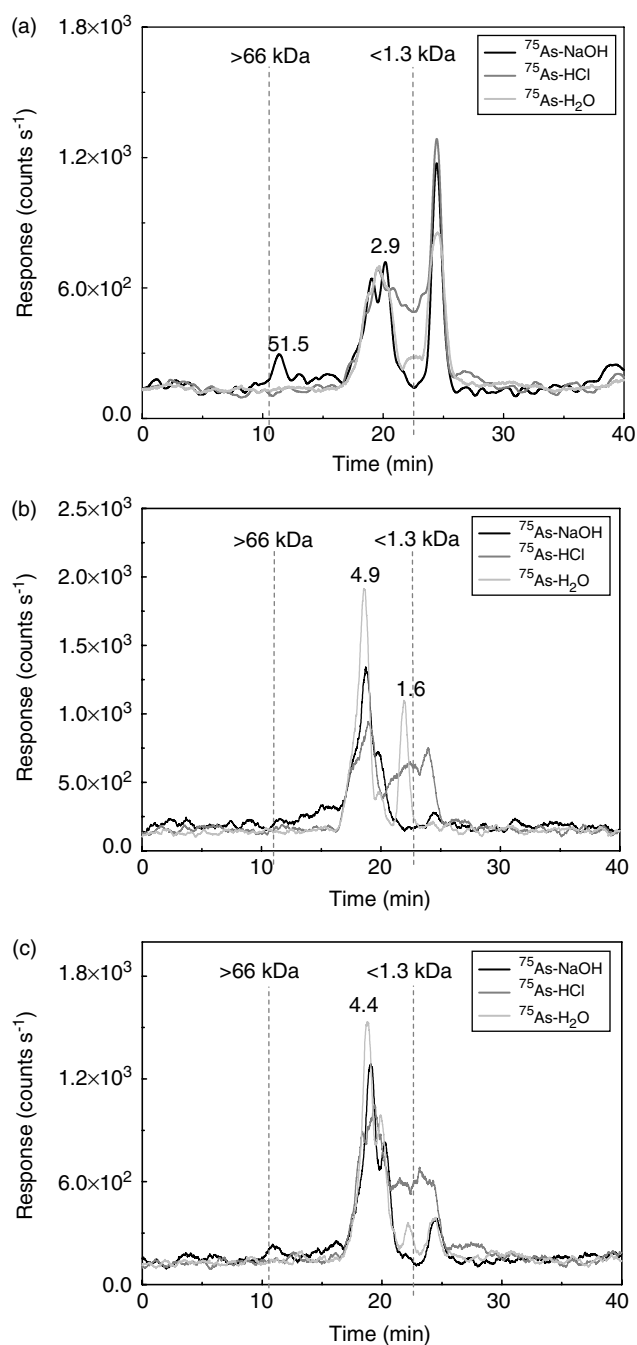 (a)
1.8×10³
>66 kDa
<1.3 kDa
⁷⁵As-NaOH
⁷⁵As-HCl
⁷⁵As-H₂O
1.2×10³
2.9
6.0×10²
51.5
0.0
Response (counts s⁻¹)
0 10 20 30 40
Time (min)
(b)
2.5×10³
>66 kDa
<1.3 kDa
⁷⁵As-NaOH
⁷⁵As-HCl
⁷⁵As-H₂O
2.0×10³
4.9
1.5×10³
1.6
1.0×10³
5.0×10²
0.0
Response (counts s⁻¹)
0 10 20 30 40
Time (min)
(c)
1.8×10³
>66 kDa
<1.3 kDa
⁷⁵As-NaOH
⁷⁵As-HCl
⁷⁵As-H₂O
4.4
1.2×10³
6.0×10²
0.0
Response (counts s⁻¹)
0 10 20 30 40
Time (min)